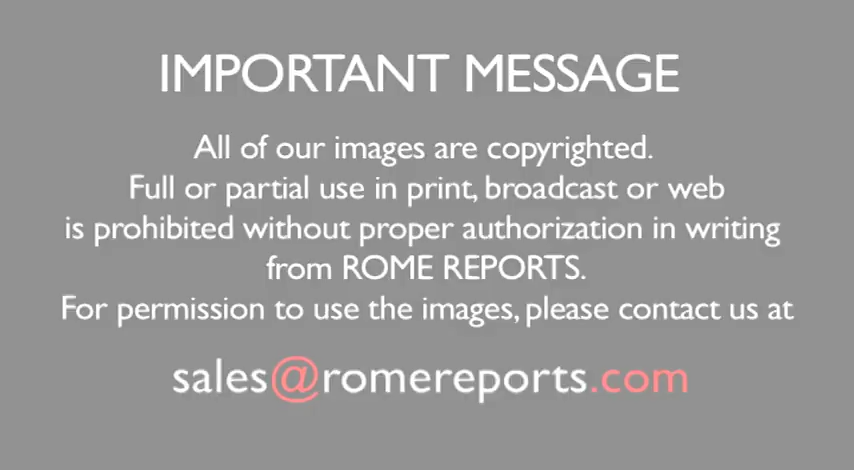 IMPORTANT MESSAGE
All of our images are copyrighted.
Full or partial use in print, broadcast or web
is prohibited without proper authorization in writing
from ROME REPORTS.
For permission to use the images, please contact us at
sales@romereports.com